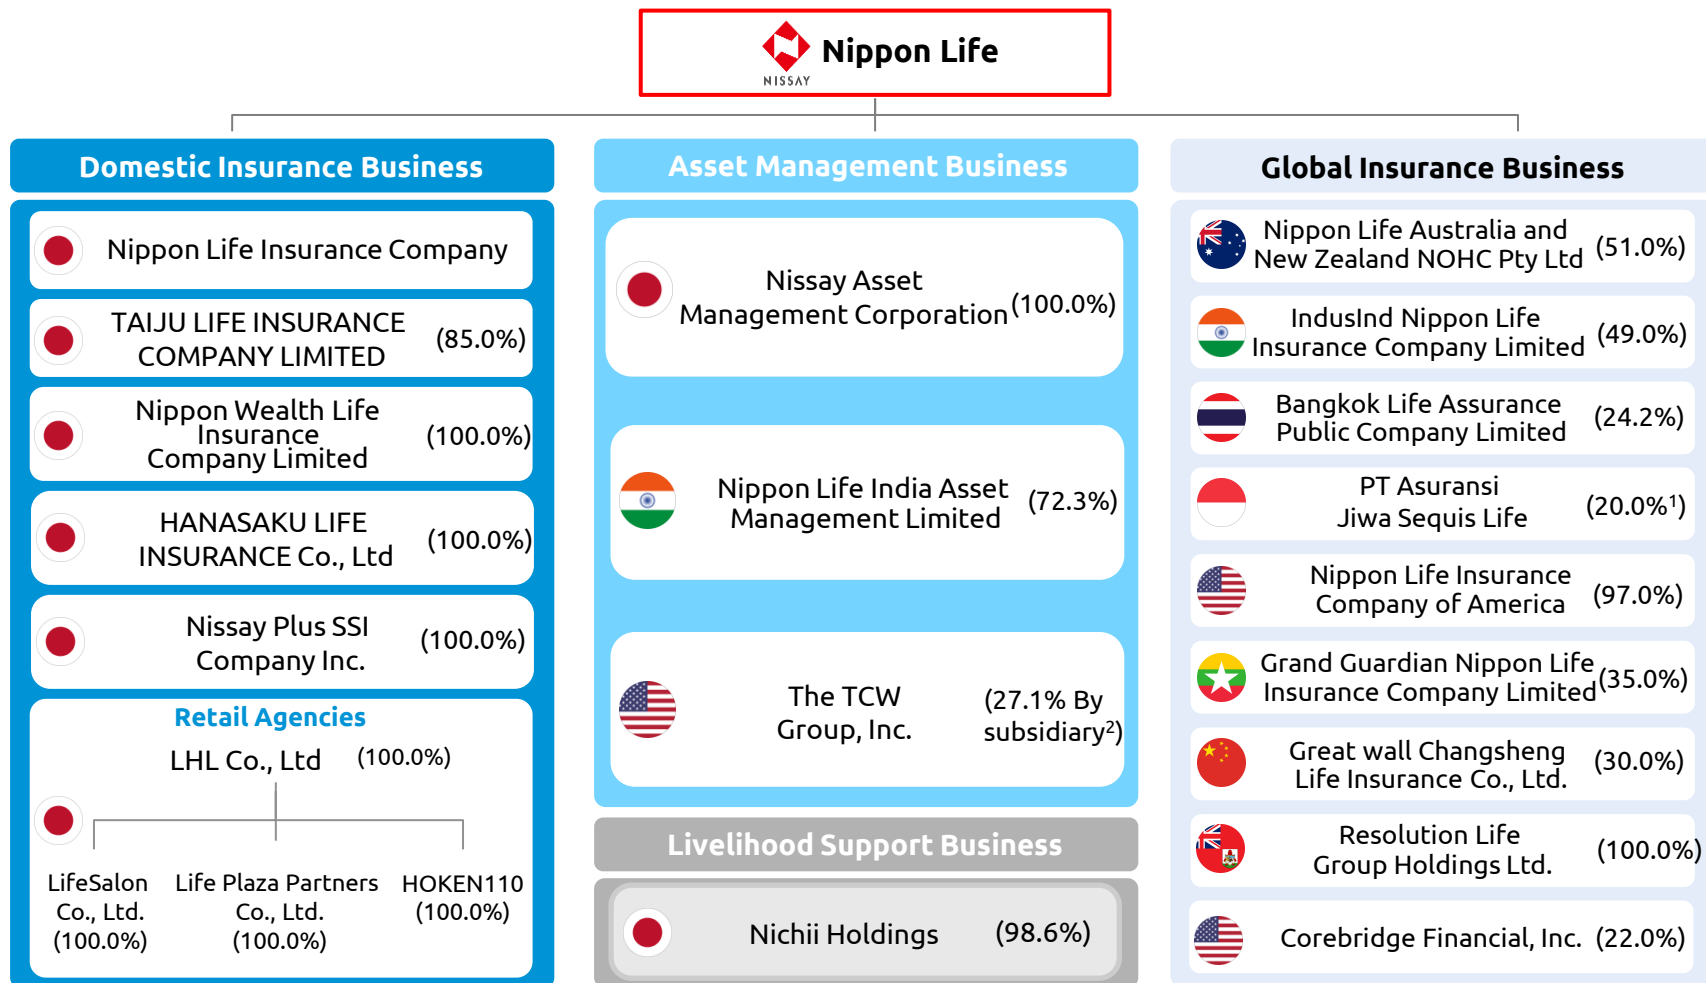 NISSAY
Nippon Life
Domestic Insurance Business
Nippon Life Insurance Company
TAIJU LIFE INSURANCE
COMPANY LIMITED
(85.0%)
Nippon Wealth Life
Insurance
Company Limited
(100.0%)
HANASAKU LIFE
INSURANCE Co., Ltd
(100.0%)
Nissay Plus SSI
Company Inc.
(100.0%)
Retail Agencies
LHL Co., Ltd (100.0%)
LifeSalon
Co., Ltd.
(100.0%)
Life Plaza Partners
Co., Ltd.
(100.0%)
HOKEN110
(100.0%)
Asset Management Business
Nissay Asset
Management Corporation
(100.0%)
Nippon Life India Asset
Management Limited
(72.3%)
The TCW
Group, Inc.
(27.1% By
subsidiary²)
Livelihood Support Business
Nichii Holdings (98.6%)
Global Insurance Business
Nippon Life Australia and
New Zealand NOHC Pty Ltd
(51.0%)
IndusInd Nippon Life
Insurance Company Limited
(49.0%)
Bangkok Life Assurance
Public Company Limited
(24.2%)
PT Asuransi
Jiwa Sequis Life
(20.0%¹)
Nippon Life Insurance
Company of America
(97.0%)
Grand Guardian Nippon Life
Insurance Company Limited
(35.0%)
Great wall Changsheng
Life Insurance Co., Ltd.
(30.0%)
Resolution Life
Group Holdings Ltd.
(100.0%)
Corebridge Financial, Inc. (22.0%)